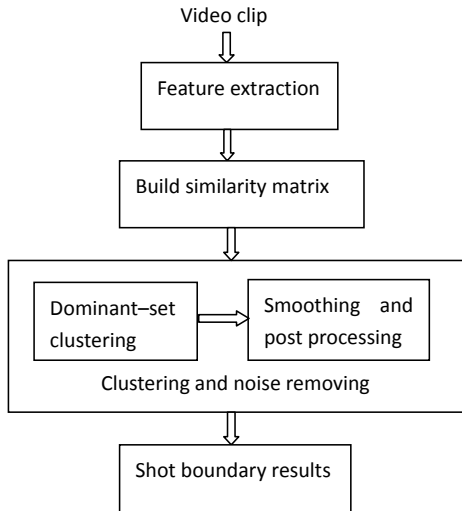 Video clip
Feature extraction
Build similarity matrix
Dominant–set
clustering
Smoothing and
post processing
Clustering and noise removing
Shot boundary results